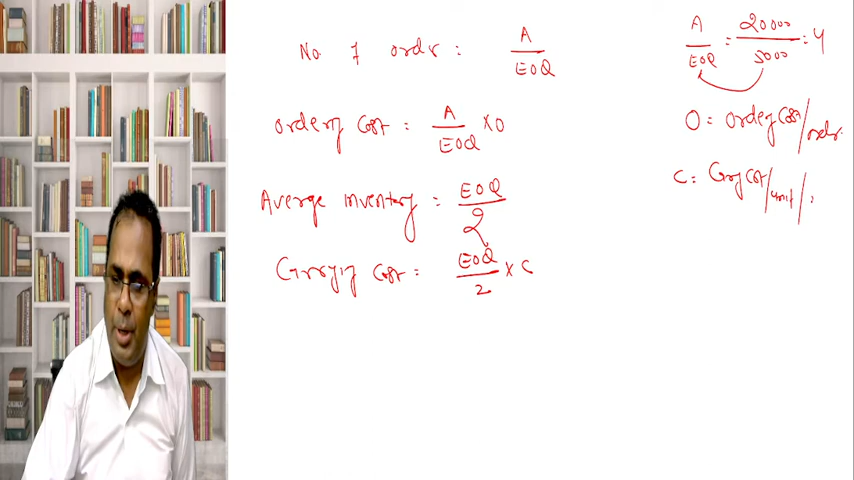 No of order : A/EOQ
Ordering Cost = A/EOQ x O
Average inventory = EOQ/2
Carrying Cost = EOQ/2 x C
A/EOQ = 20000/5000 = 4
O = Ordering Cost/order
C = Carrying Cost/unit/